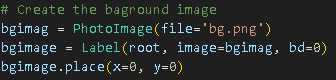 # Create the baground image
bgimag = PhotoImage(file='bg.png')
bgimage = Label(root, image=bgimag, bd=0)
bgimage.place(x=0, y=0)